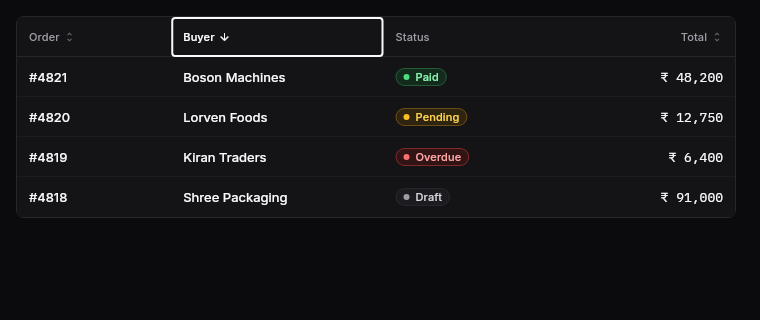 Order Buyer Status Total
#4821 Boson Machines Paid ₹ 48,200
#4820 Lorven Foods Pending ₹ 12,750
#4819 Kiran Traders Overdue ₹ 6,400
#4818 Shree Packaging Draft ₹ 91,000